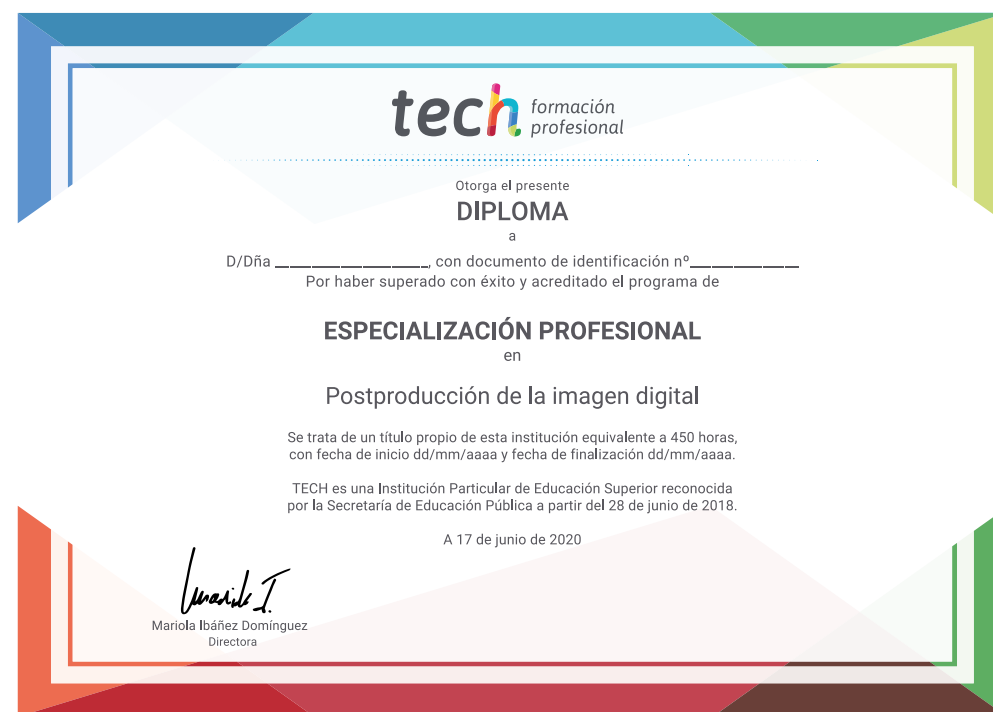 tech formación
profesional
Otorga el presente
DIPLOMA
a
D/Dña ____________________, con documento de identificación nº______________
Por haber superado con éxito y acreditado el programa de
ESPECIALIZACIÓN PROFESIONAL
en
Postproducción de la imagen digital
Se trata de un título propio de esta institución equivalente a 450 horas,
con fecha de inicio dd/mm/aaaa y fecha de finalización dd/mm/aaaa.
TECH es una Institución Particular de Educación Superior reconocida
por la Secretaría de Educación Pública a partir del 28 de junio de 2018.
A 17 de junio de 2020
Mariola Ibáñez Domínguez
Directora